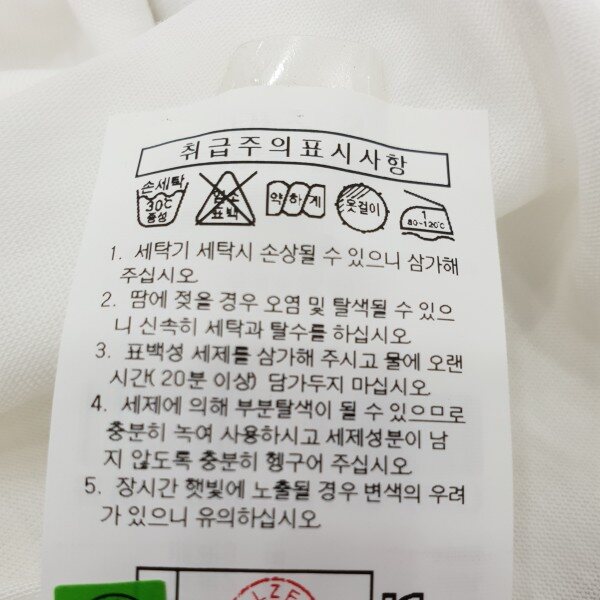 취급주의표시사항
손세탁
30℃
중성
염소
표백
약하게
옷걸이
1
80~120℃
1. 세탁기 세탁시 손상될 수 있으니 삼가해
주십시오.
2. 땀에 젖을 경우 오염 및 탈색될 수 있으
니 신속히 세탁과 탈수를 하십시오.
3. 표백성 세제를 삼가해 주시고 물에 오랜
시간(20분 이상) 담가두지 마십시오.
4. 세제에 의해 부분탈색이 될 수 있으므로
충분히 녹여 사용하시고 세제성분이 남
지 않도록 충분히 헹구어 주십시오.
5. 장시간 햇빛에 노출될 경우 변색의 우려
가 있으니 유의하십시오.